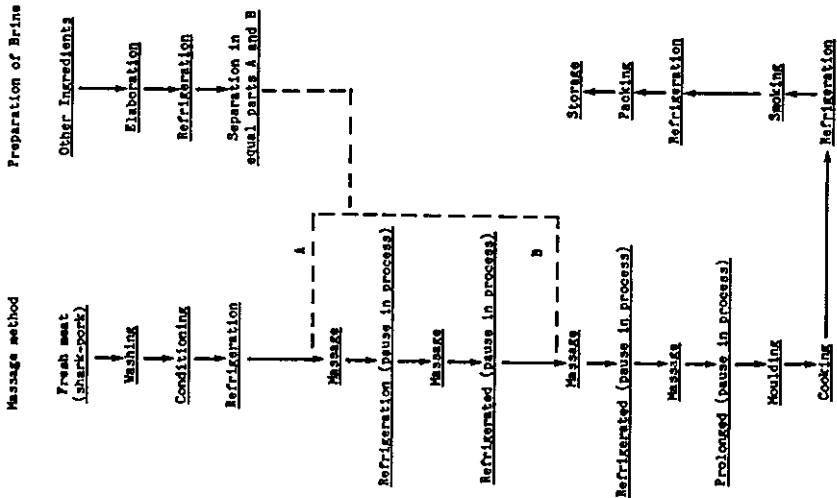 Massage method
Fresh meat
(shark-pork)
Washing
Conditioning
Refrigeration
Massage
Refrigeration (pause in process)
Massage
Refrigerated (pause in process)
Massage
Refrigerated (pause in process)
Massage
Prolonged (pause in process)
Moulding
Cooking
Preparation of Brine
Other Ingredients
Elaboration
Refrigeration
Separation in
equal parts A and B
A
B
Refrigeration
Smoking
Refrigeration
Packing
Storage